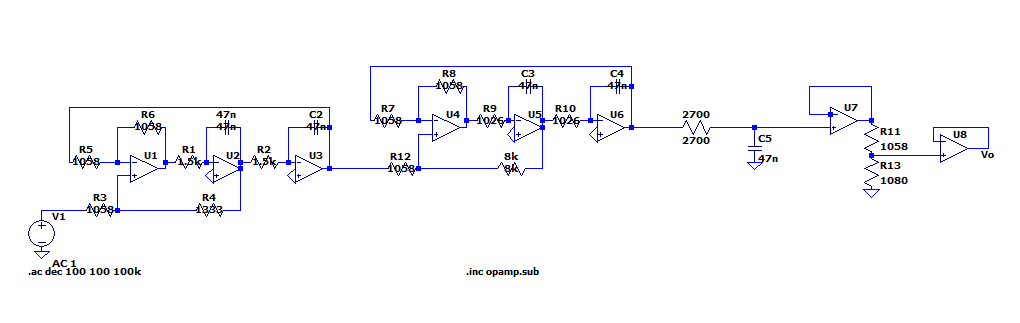 R8
1058
C3
47n
C4
47n
R7
1058
U4
R9
1026
U5
R10
1026
U6
2700
2700
U7
R6
1058
47n
47n
C2
47n
R11
1058
U8
Vo
R5
1058
U1
R1
1.5k
U2
R2
1.5k
U3
R12
1058
8k
8k
C5
47n
R13
1080
R3
1058
R4
1333
V1
AC 1
.ac dec 100 100 100k
.inc opamp.sub